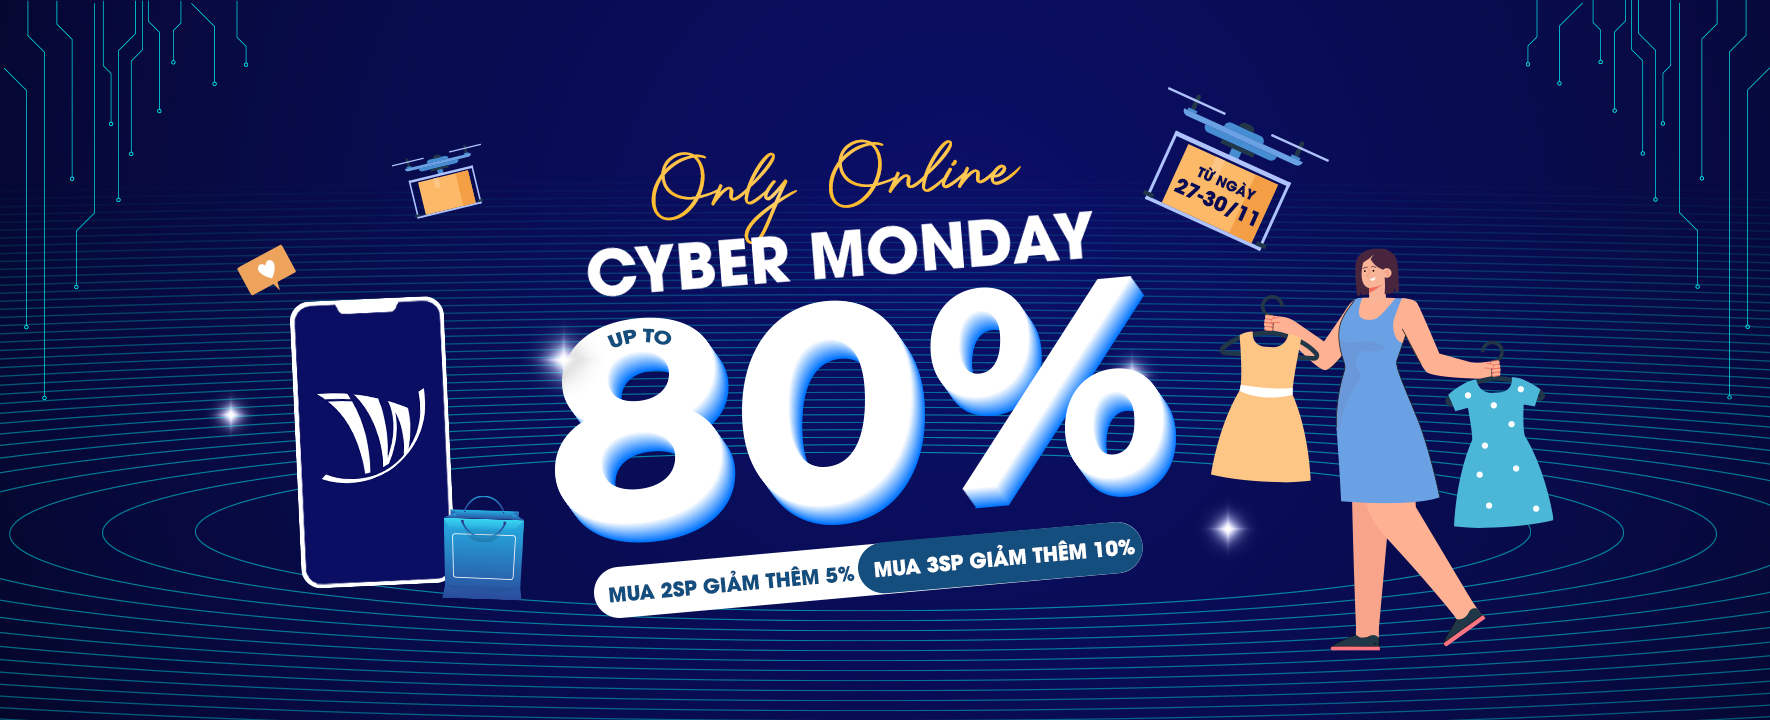 Only Online
CYBER MONDAY
UP TO
80%
MUA 2SP GIẢM THÊM 5%
MUA 3SP GIẢM THÊM 10%
TỪ NGÀY
27-30/11